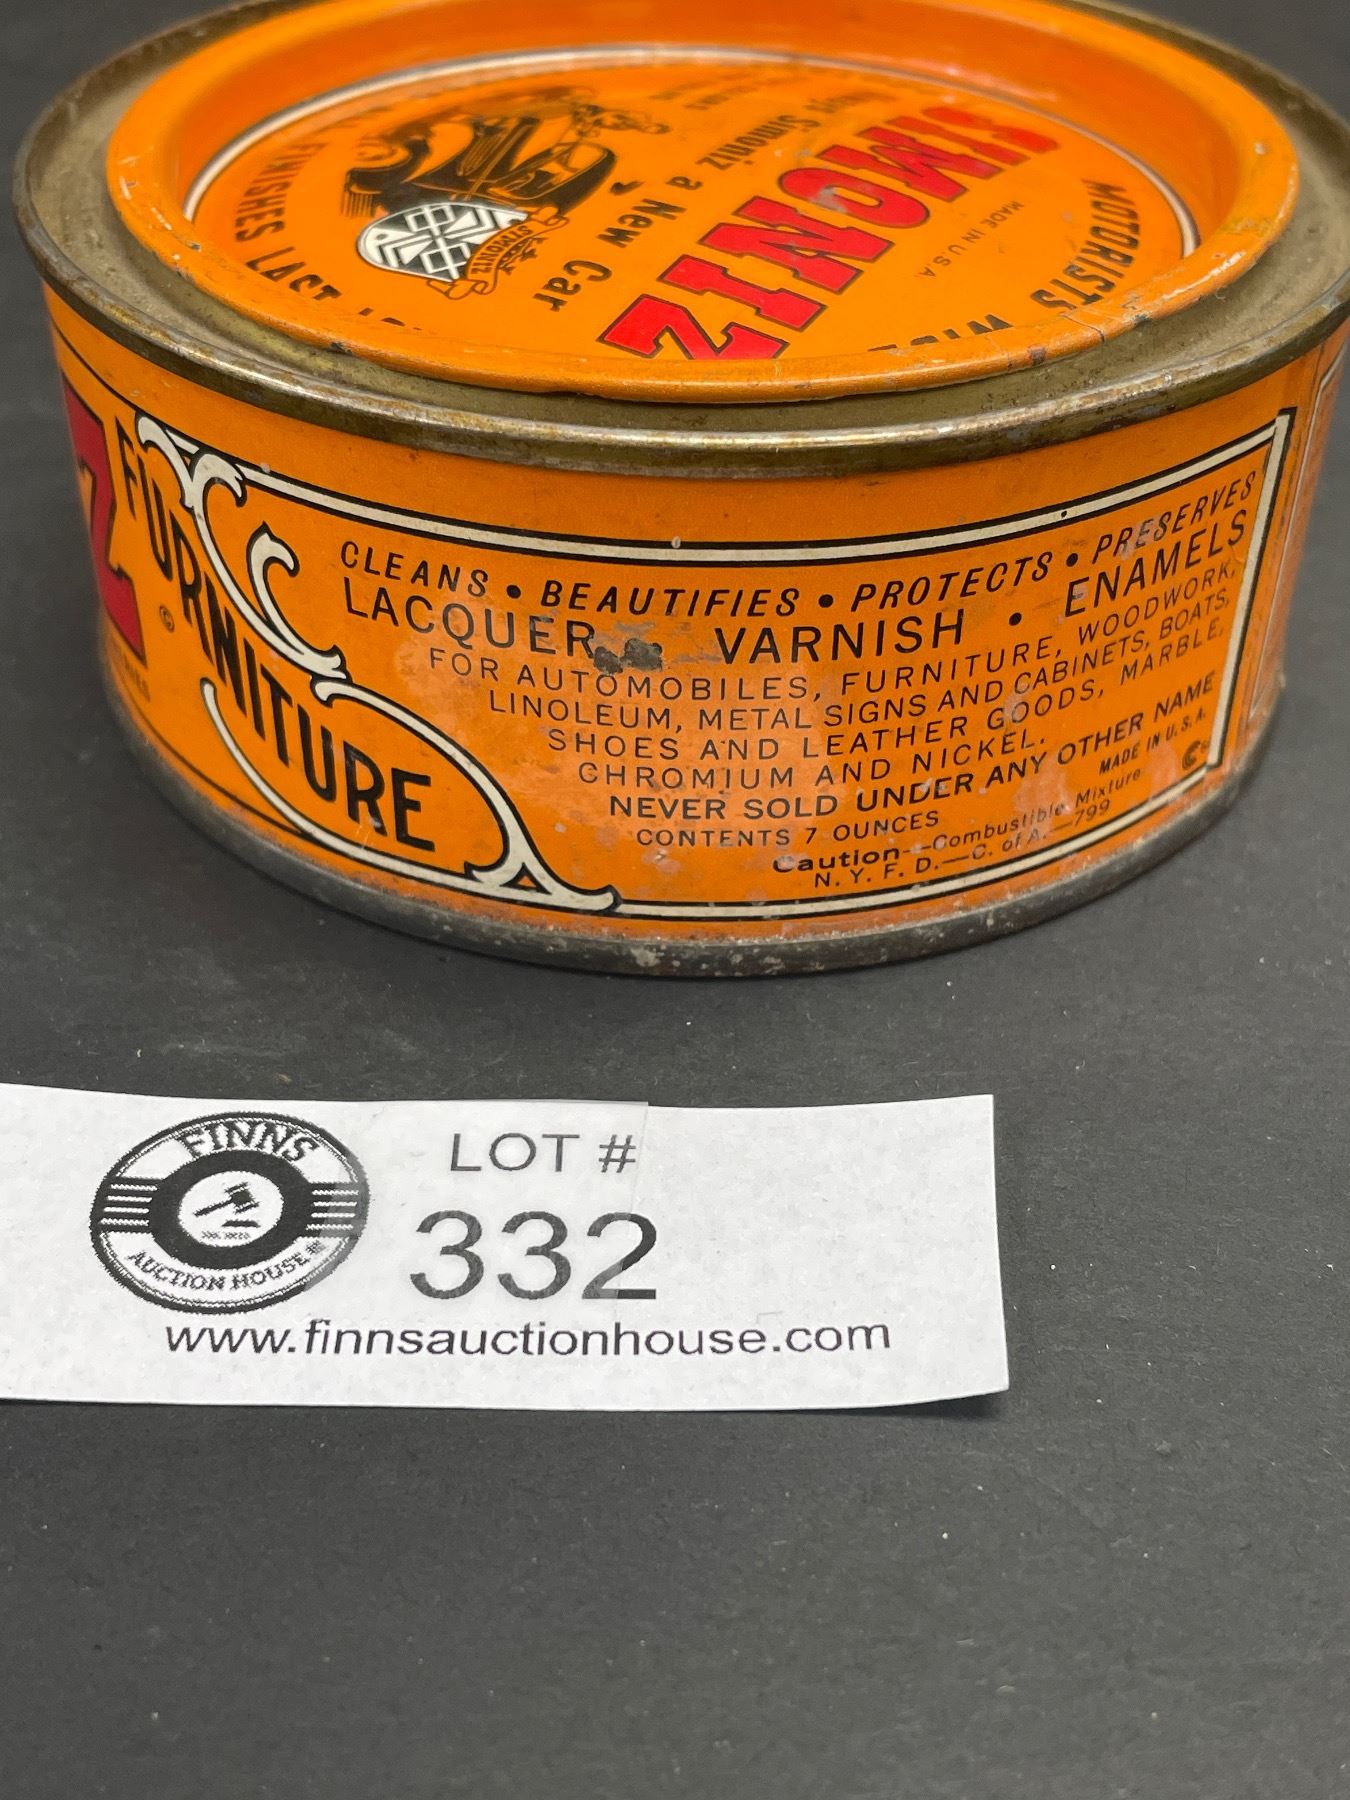 MOTORISTS WISE
SIMONIZ
MADE IN U.S.A.
Simoniz a New Car
SIMONIZ
FINISHES LAST
Z
FURNITURE
CLEANS • BEAUTIFIES • PROTECTS • PRESERVES
LACQUER • VARNISH • ENAMELS
FOR AUTOMOBILES, FURNITURE, WOODWORK,
LINOLEUM, METAL SIGNS AND CABINETS, BOATS,
SHOES AND LEATHER GOODS, MARBLE,
CHROMIUM AND NICKEL.
NEVER SOLD UNDER ANY OTHER NAME
CONTENTS 7 OUNCES
MADE IN U.S.A.
Caution—Combustible Mixture
N. Y. F. D.—C. of A.—799
FINNS
AUCTION HOUSE
LOT #
332
www.finnsauctionhouse.com